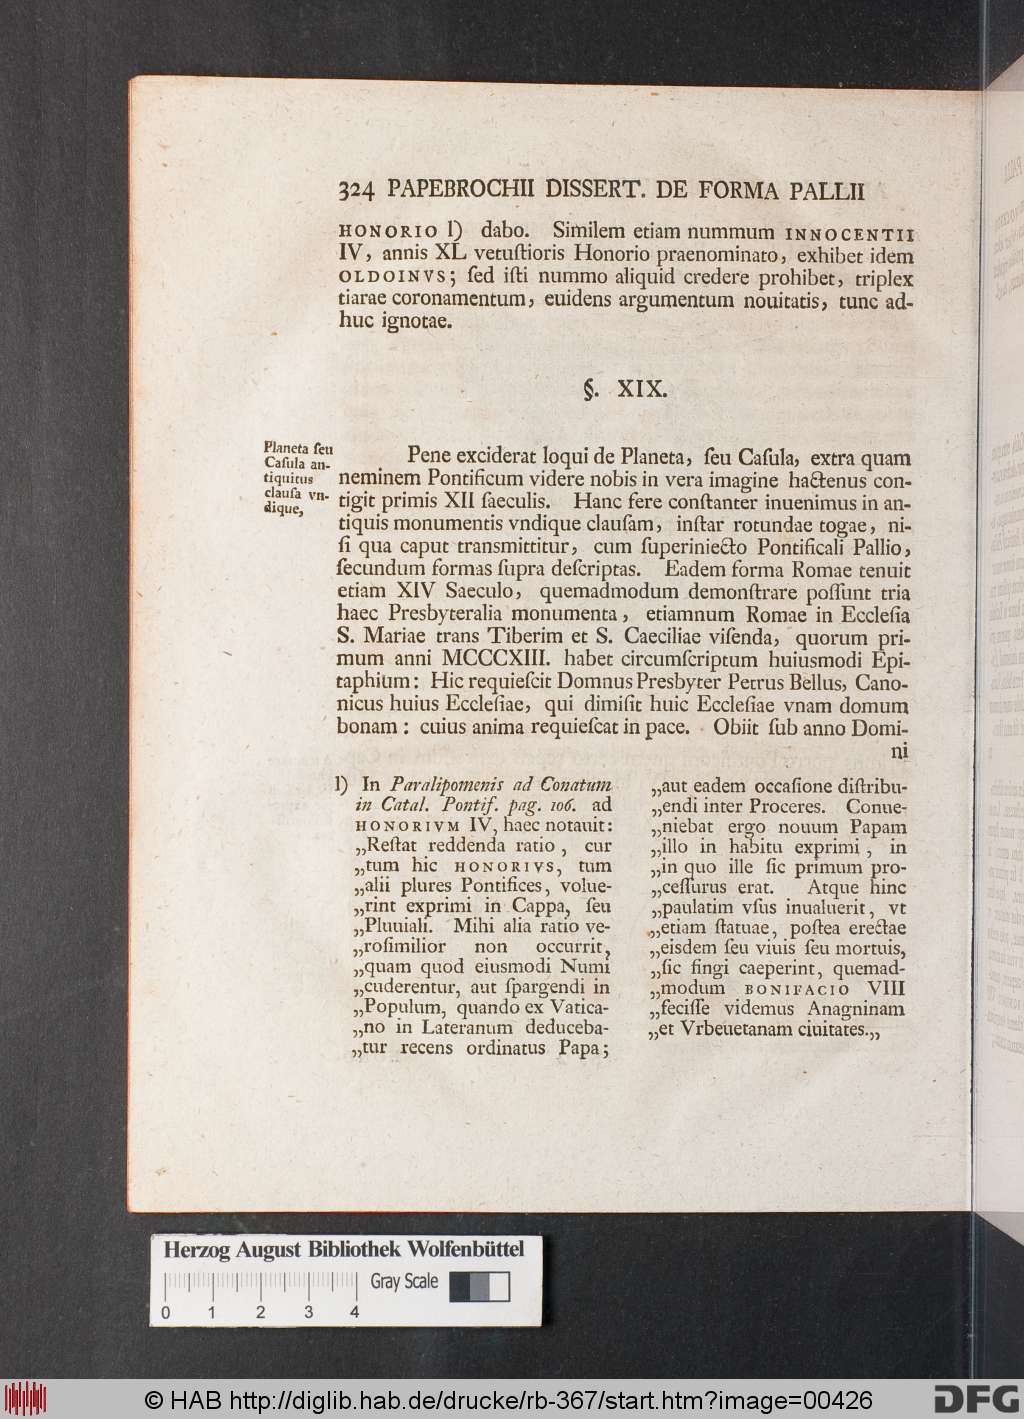 324 PAPEBROCHII DISSERT. DE FORMA PALLII
HONORIO l) dabo. Similem etiam nummum INNOCENTII
IV, annis XL vetuſtioris Honorio praenominato, exhibet idem
OLDOINVS; ſed iſti nummo aliquid credere prohibet, triplex
tiarae coronamentum, euidens argumentum nouitatis, tunc ad-
huc ignotae.
§. XIX.
Planeta ſeu
Caſula an-
tiquitus
clauſa vn-
dique,
Pene exciderat loqui de Planeta, ſeu Caſula, extra quam
neminem Pontificum videre nobis in vera imagine hactenus con-
tigit primis XII ſaeculis. Hanc fere conſtanter inuenimus in an-
tiquis monumentis vndique clauſam, inſtar rotundae togae, ni-
ſi qua caput transmittitur, cum ſuperiniecto Pontificali Pallio,
ſecundum formas ſupra deſcriptas. Eadem forma Romae tenuit
etiam XIV Saeculo, quemadmodum demonſtrare poſſunt tria
haec Presbyteralia monumenta, etiamnum Romae in Eccleſia
S. Mariae trans Tiberim et S. Caeciliae viſenda, quorum pri-
mum anni MCCCXIII. habet circumſcriptum huiusmodi Epi-
taphium: Hic requieſcit Domnus Presbyter Petrus Bellus, Cano-
nicus huius Eccleſiae, qui dimiſit huic Eccleſiae vnam domum
bonam: cuius anima requieſcat in pace. Obiit ſub anno Domi-
ni
l) In Paralipomenis ad Conatum
in Catal. Pontif. pag. 106. ad
HONORIVM IV, haec notauit:
„Reſtat reddenda ratio, cur
„tum hic HONORIVS, tum
„alii plures Pontifices, volue-
„rint exprimi in Cappa, ſeu
„Pluuiali. Mihi alia ratio ve-
„roſimilior non occurrit,
„quam quod eiusmodi Numi
„cuderentur, aut ſpargendi in
„Populum, quando ex Vatica-
„no in Lateranum deduceba-
„tur recens ordinatus Papa;
„aut eadem occaſione diſtribu-
„endi inter Proceres. Conue-
„niebat ergo nouum Papam
„illo in habitu exprimi, in
„in quo ille ſic primum pro-
„ceſſurus erat. Atque hinc
„paulatim vſus inualuerit, vt
„etiam ſtatuae, poſtea erectae
„eisdem ſeu viuis ſeu mortuis,
„ſic fingi caeperint, quemad-
„modum BONIFACIO VIII
„feciſſe videmus Anagninam
„et Vrbeuetanam ciuitates.„
Herzog August Bibliothek Wolfenbüttel
Gray Scale
0 1 2 3 4
© HAB http://diglib.hab.de/drucke/rb-367/start.htm?image=00426
DFG